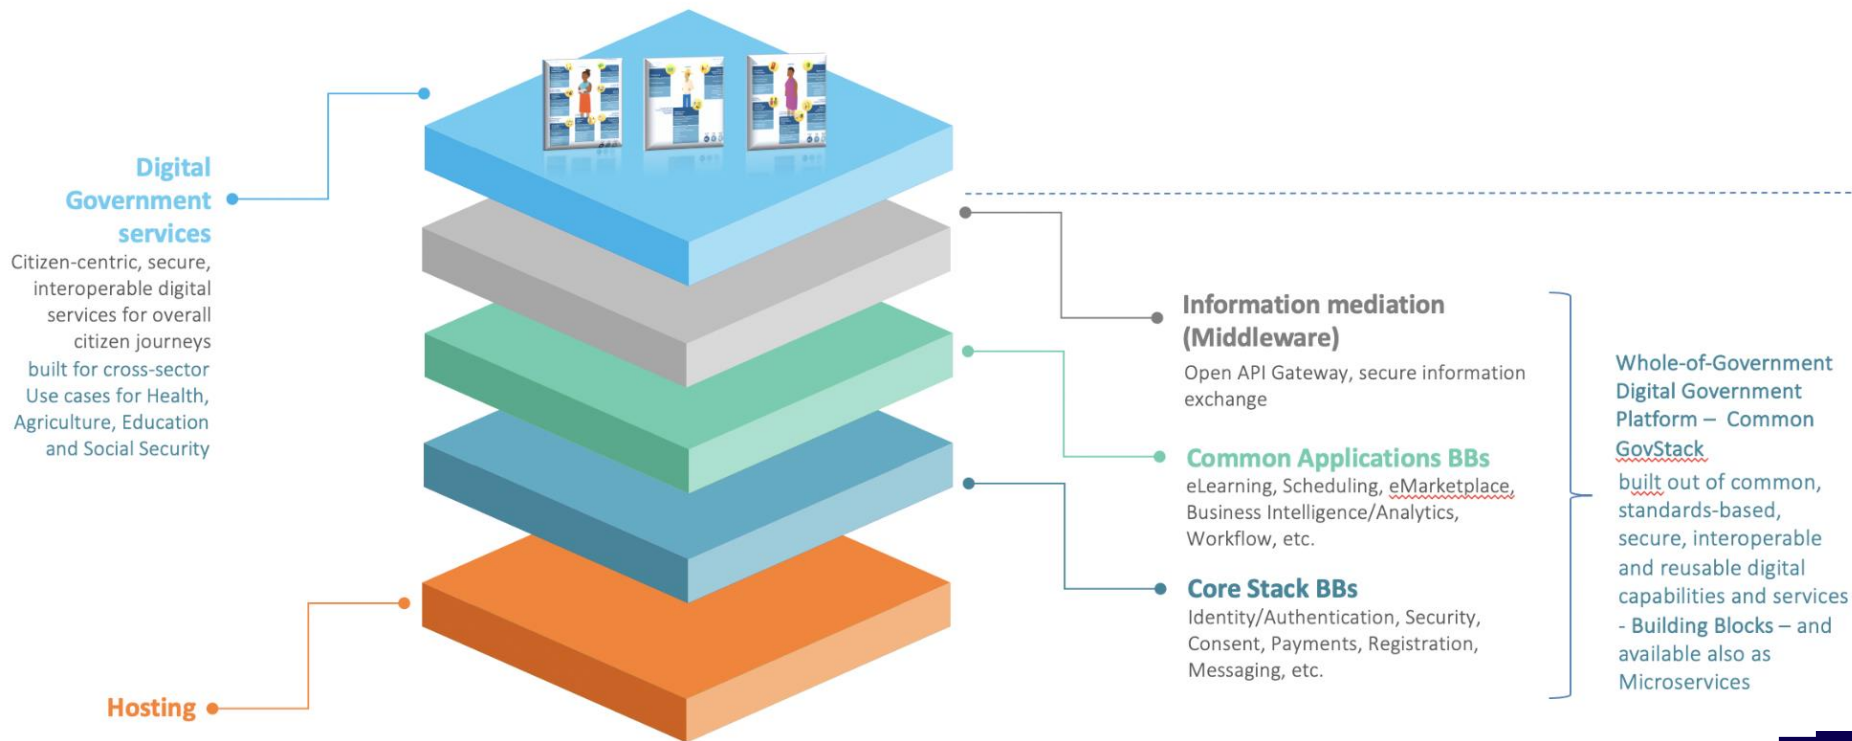 Digital
Government
services
Citizen-centric, secure,
interoperable digital
services for overall
citizen journeys
built for cross-sector
Use cases for Health,
Agriculture, Education
and Social Security
Hosting
Information mediation
(Middleware)
Open API Gateway, secure information
exchange
Common Applications BBs
eLearning, Scheduling, eMarketplace,
Business Intelligence/Analytics,
Workflow, etc.
Core Stack BBs
Identity/Authentication, Security,
Consent, Payments, Registration,
Messaging, etc.
Whole-of-Government
Digital Government
Platform – Common
GovStack
built out of common,
standards-based,
secure, interoperable
and reusable digital
capabilities and services
- Building Blocks – and
available also as
Microservices